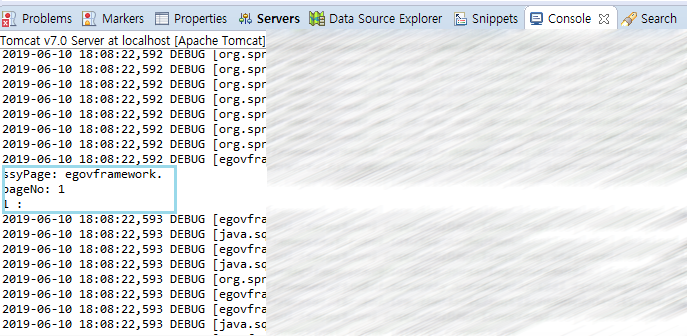 Problems Markers Properties Servers Data Source Explorer Snippets Console Search
Tomcat v7.0 Server at localhost [Apache Tomcat]
2019-06-10 18:08:22,592 DEBUG [org.spr
2019-06-10 18:08:22,592 DEBUG [org.spr
2019-06-10 18:08:22,592 DEBUG [org.spr
2019-06-10 18:08:22,592 DEBUG [org.spr
2019-06-10 18:08:22,592 DEBUG [org.spr
2019-06-10 18:08:22,592 DEBUG [org.spr
2019-06-10 18:08:22,592 DEBUG [org.spr
2019-06-10 18:08:22,592 DEBUG [egovfra
ssyPage: egovframework.
pageNo: 1
1 :
2019-06-10 18:08:22,593 DEBUG [egovfra
2019-06-10 18:08:22,593 DEBUG [java.sq
2019-06-10 18:08:22,593 DEBUG [egovfra
2019-06-10 18:08:22,593 DEBUG [java.sq
2019-06-10 18:08:22,593 DEBUG [org.spr
2019-06-10 18:08:22,593 DEBUG [egovfra
2019-06-10 18:08:22,593 DEBUG [egovfra
2019-06-10 18:08:22,593 DEBUG [java.sq